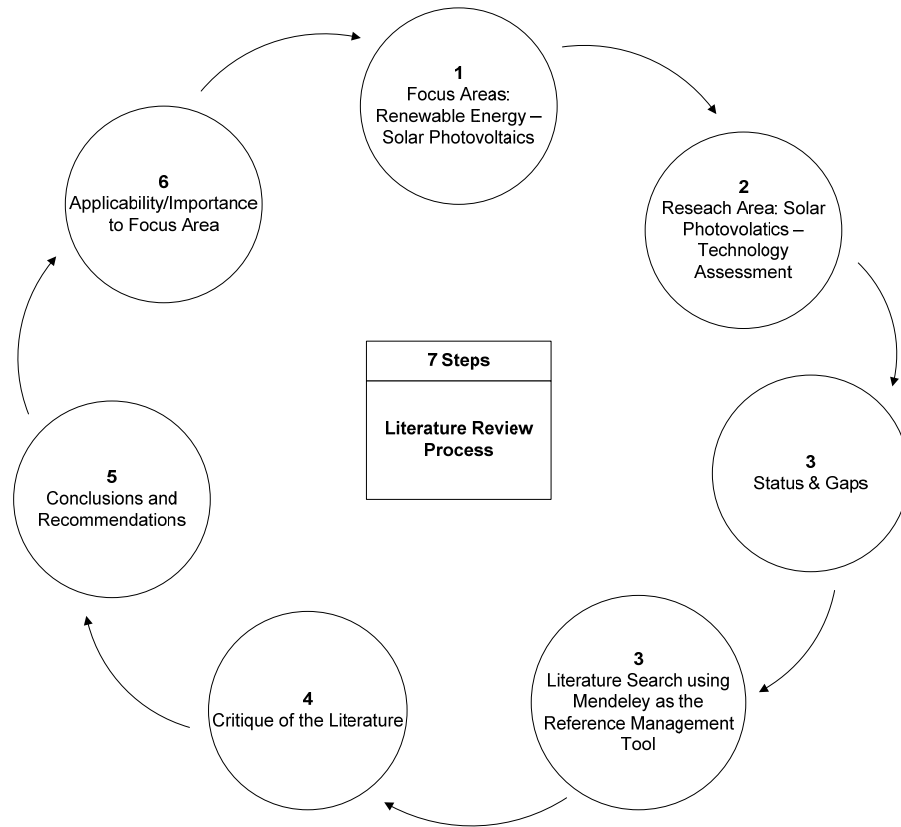 1
Focus Areas:
Renewable Energy –
Solar Photovoltaics
2
Reseach Area: Solar
Photovolatics –
Technology
Assessment
3
Status & Gaps
3
Literature Search using
Mendeley as the
Reference Management
Tool
4
Critique of the Literature
5
Conclusions and
Recommendations
6
Applicability/Importance
to Focus Area
7 Steps
Literature Review
Process